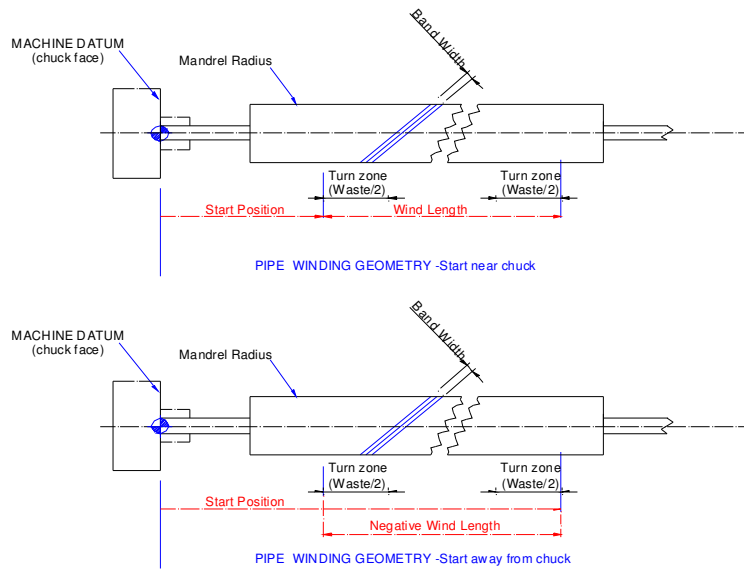 Band Width
MACHINE DATUM
(chuck face)
Mandrel Radius
Turn zone
(Waste/2)
Turn zone
(Waste/2)
Start Position
Wind Length
PIPE WINDING GEOMETRY -Start near chuck
Band Width
MACHINE DATUM
(chuck face)
Mandrel Radius
Turn zone
(Waste/2)
Turn zone
(Waste/2)
Start Position
Negative Wind Length
PIPE WINDING GEOMETRY -Start away from chuck